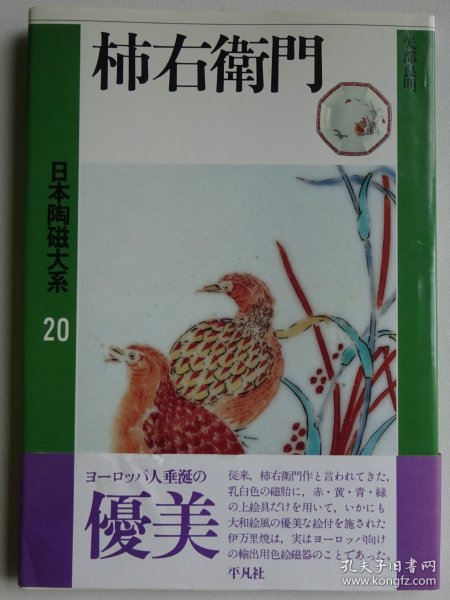 柿右衛門
矢部良明
日本陶磁大系
20
ヨーロッパ人垂涎の
優美
従来，柿右衛門作と言われてきた，
乳白色の磁胎に，赤・黄・青・緑
の上絵具だけを用いて，いかにも
大和絵風の優美な絵付を施された
伊万里焼は，実はヨーロッパ向け
の輸出用色絵磁器のことであった。
平凡社
孔夫子旧书网
book.kongfz.com